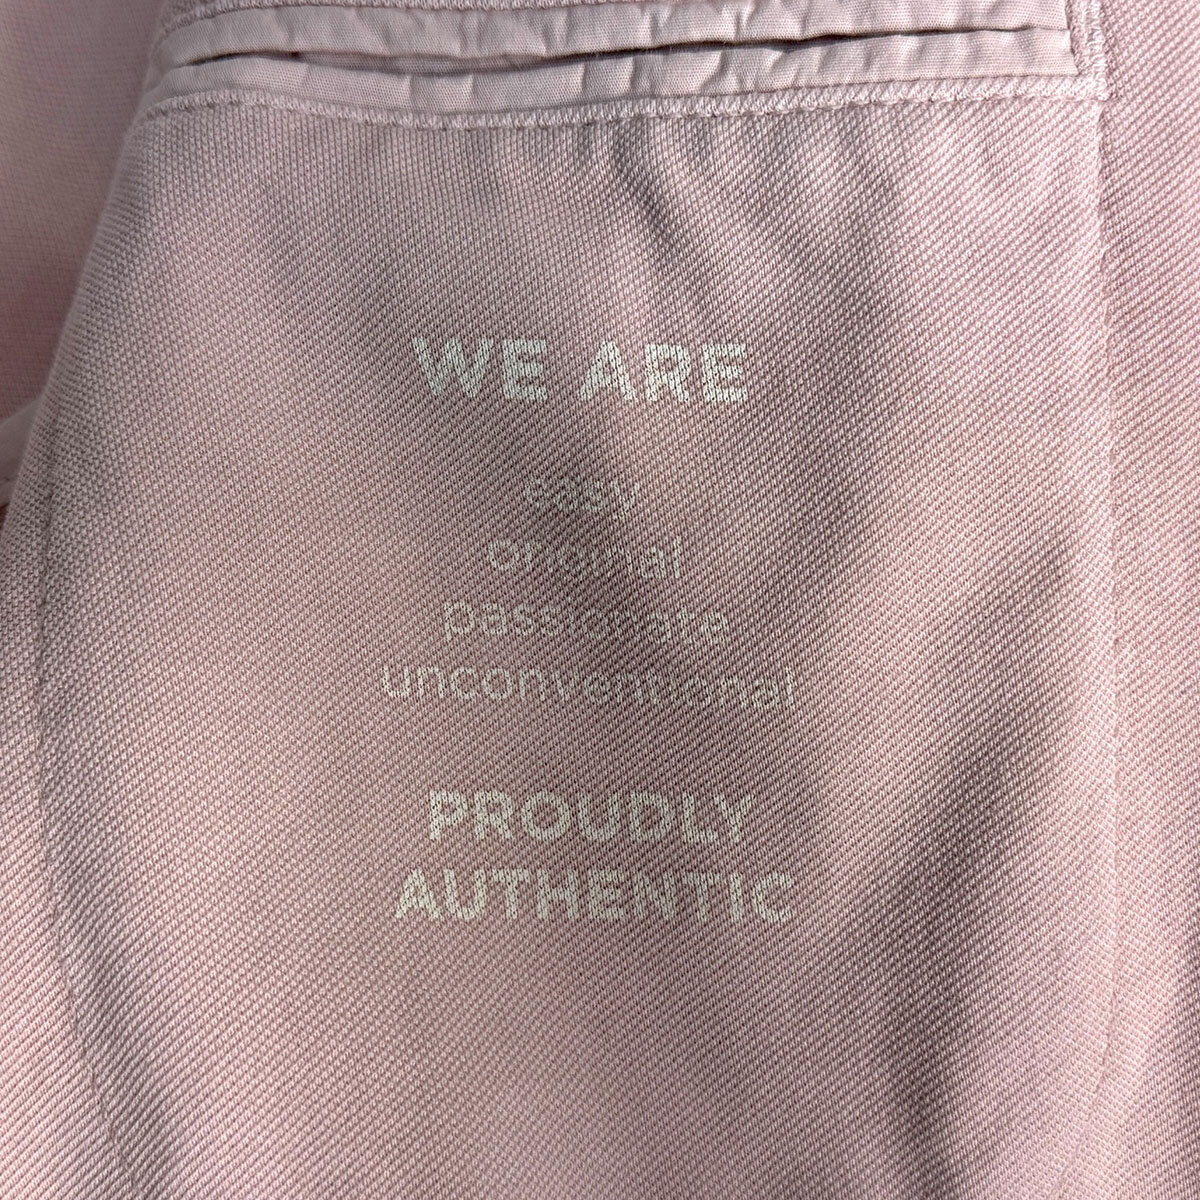 WE ARE
easy
original
passionate
unconventional
PROUDLY
AUTHENTIC